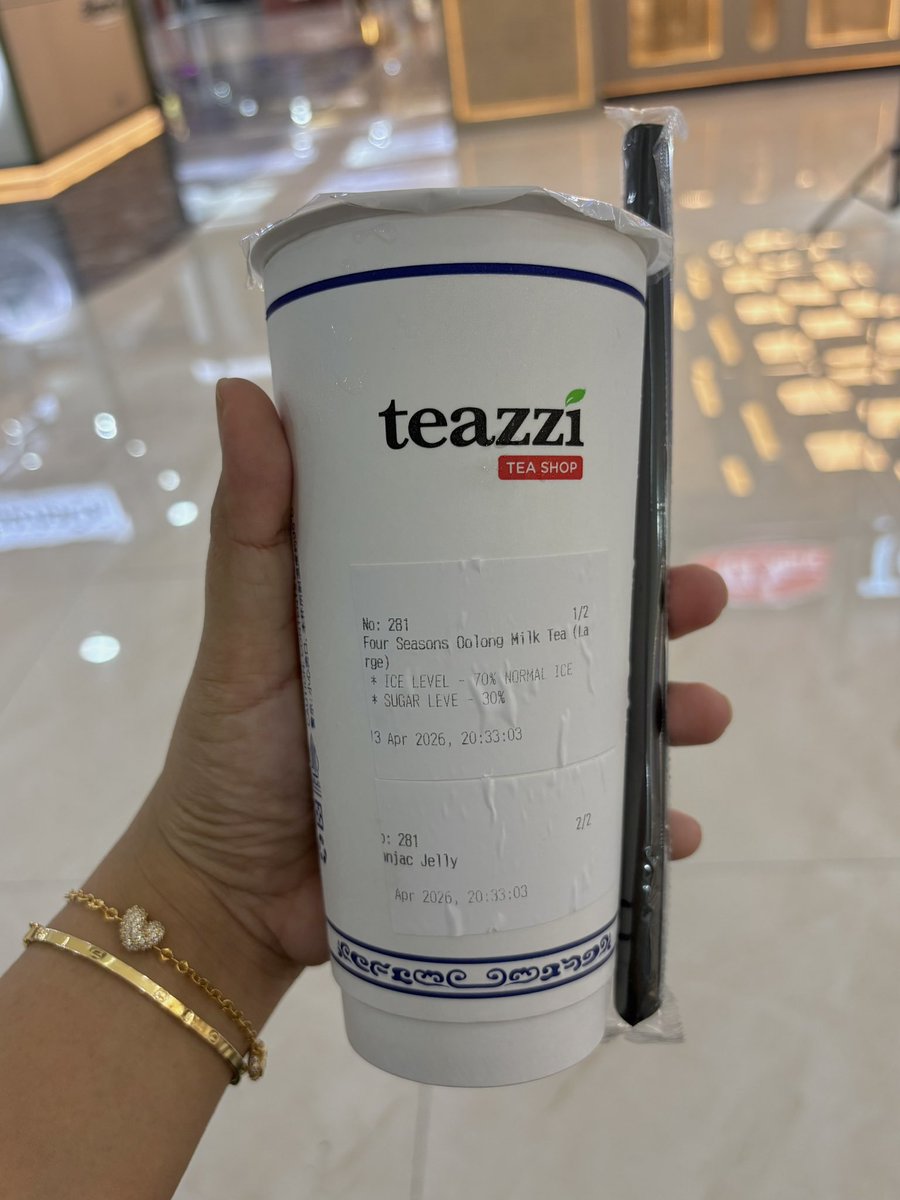 teazzi
TEA SHOP
No: 281 1/2
Four Seasons Oolong Milk Tea (La
rge)
* ICE LEVEL - 70% NORMAL ICE
* SUGAR LEVE - 30%
3 Apr 2026, 20:33:03
2/2
: 281
njac Jelly
Apr 2026, 20:33:03